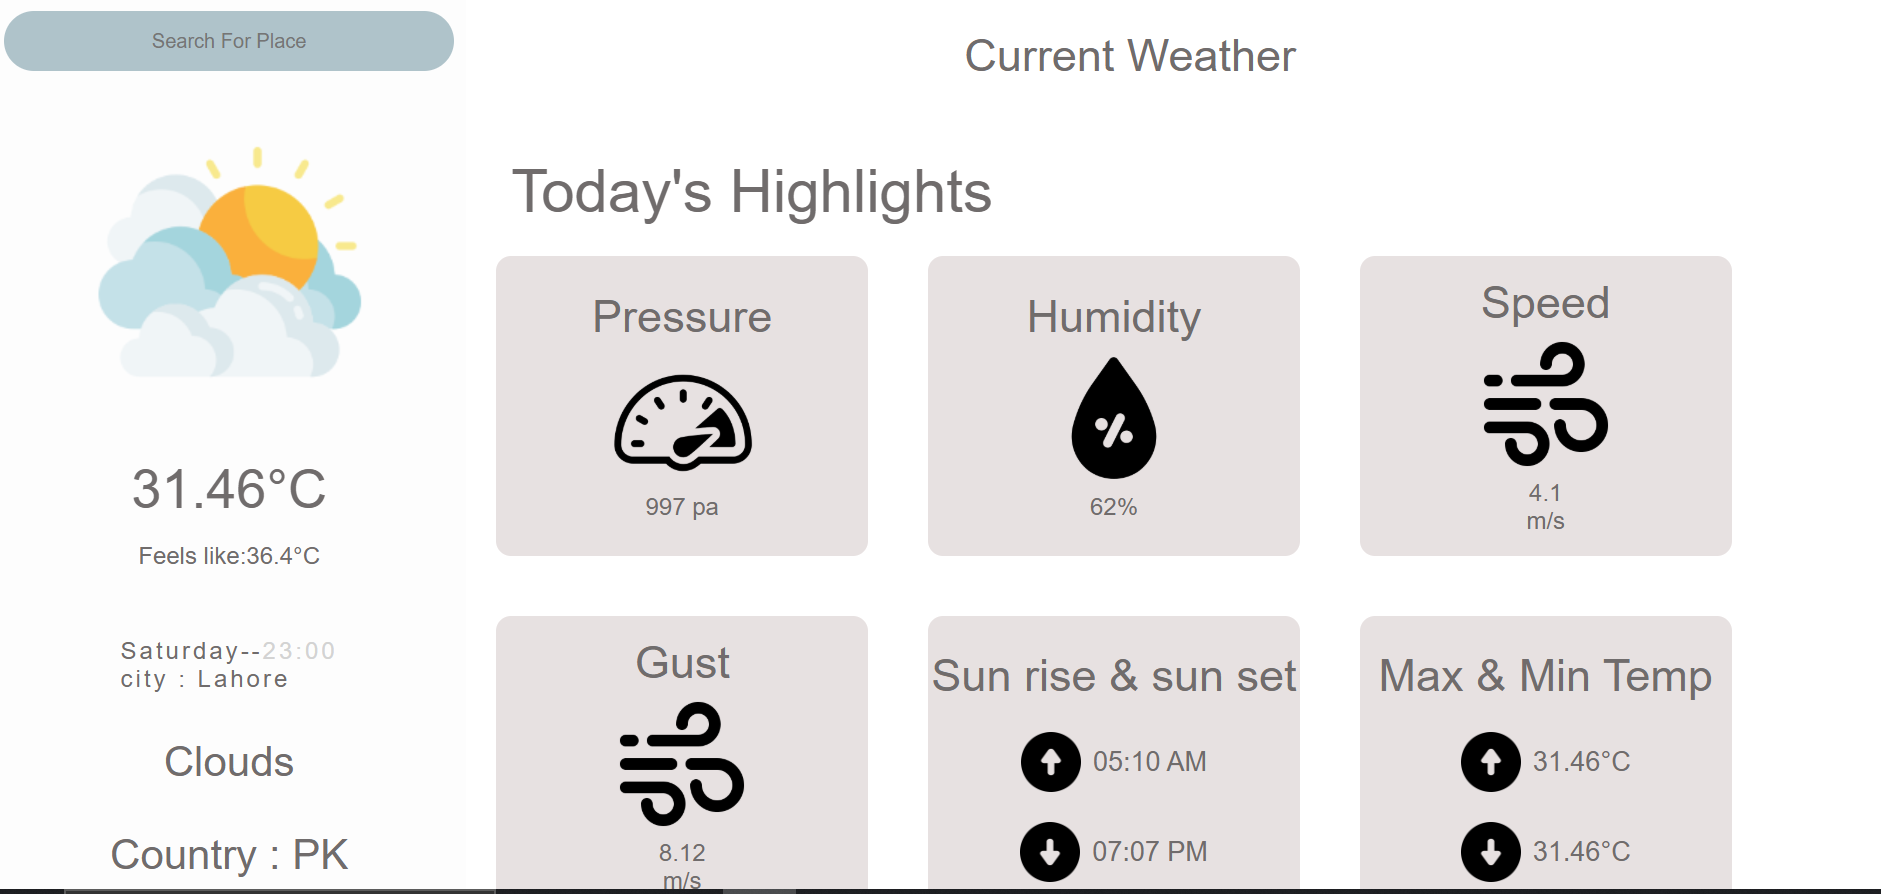 Search For Place
31.46°C
Feels like:36.4°C
Saturday--23:00
city : Lahore
Clouds
Country : PK
Current Weather
Today's Highlights
Pressure
997 pa
Humidity
%
62%
Speed
4.1
m/s
Gust
8.12
m/s
Sun rise & sun set
05:10 AM
07:07 PM
Max & Min Temp
31.46°C
31.46°C